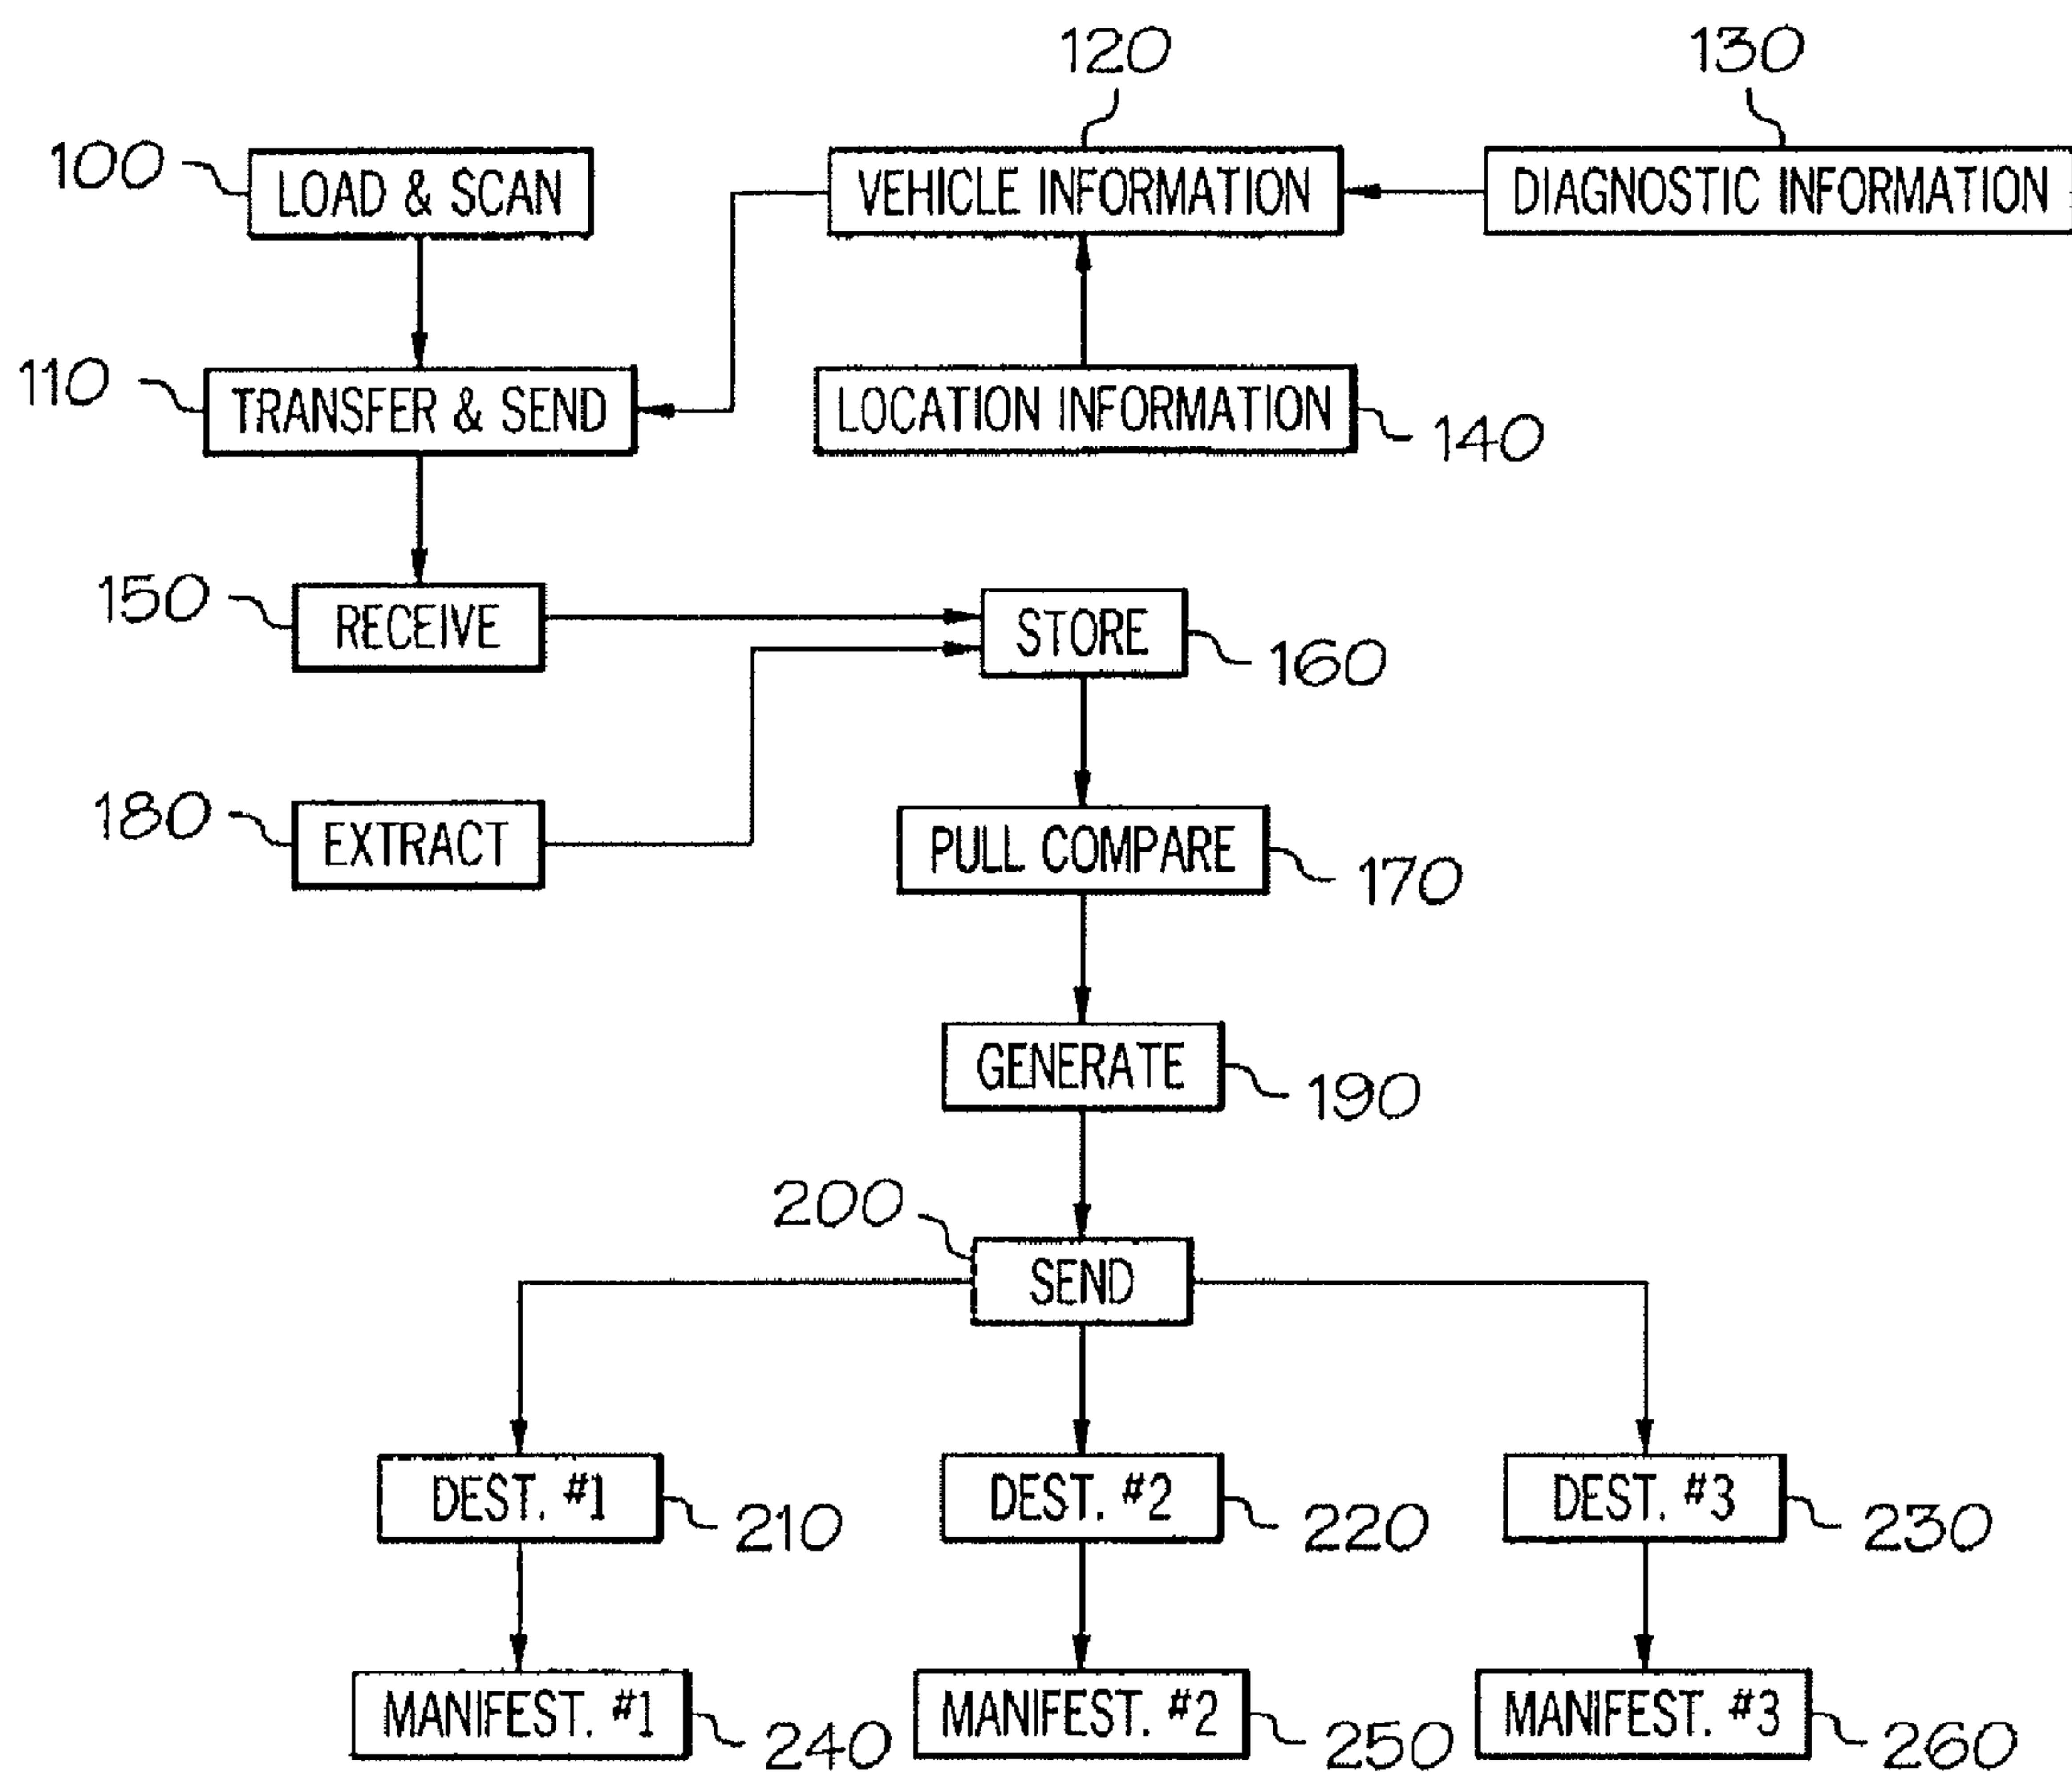 120
130
100
LOAD & SCAN
VEHICLE INFORMATION
DIAGNOSTIC INFORMATION
110
TRANSFER & SEND
LOCATION INFORMATION
140
150
RECEIVE
STORE
160
180
EXTRACT
PULL COMPARE
170
GENERATE
190
200
SEND
DEST. #1
210
DEST. #2
220
DEST. #3
230
MANIFEST. #1
240
MANIFEST. #2
250
MANIFEST. #3
260